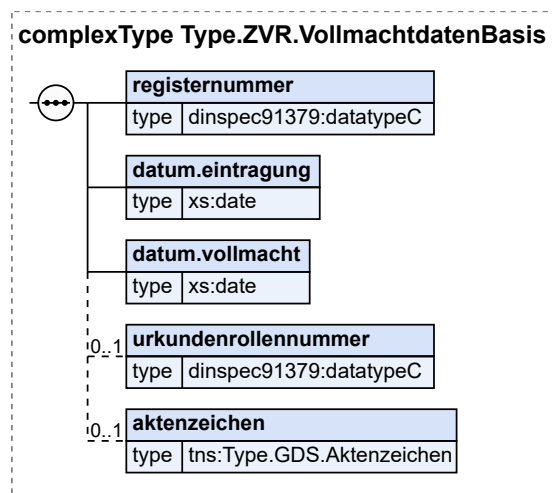 complexType Type.ZVR.VollmachtdatenBasis
registernummer
type dinspec91379:datatypeC
datum.eintragung
type xs:date
datum.vollmacht
type xs:date
0..1 urkundenrollennummer
type dinspec91379:datatypeC
0..1 aktenzeichen
type tns:Type.GDS.Aktenzeichen